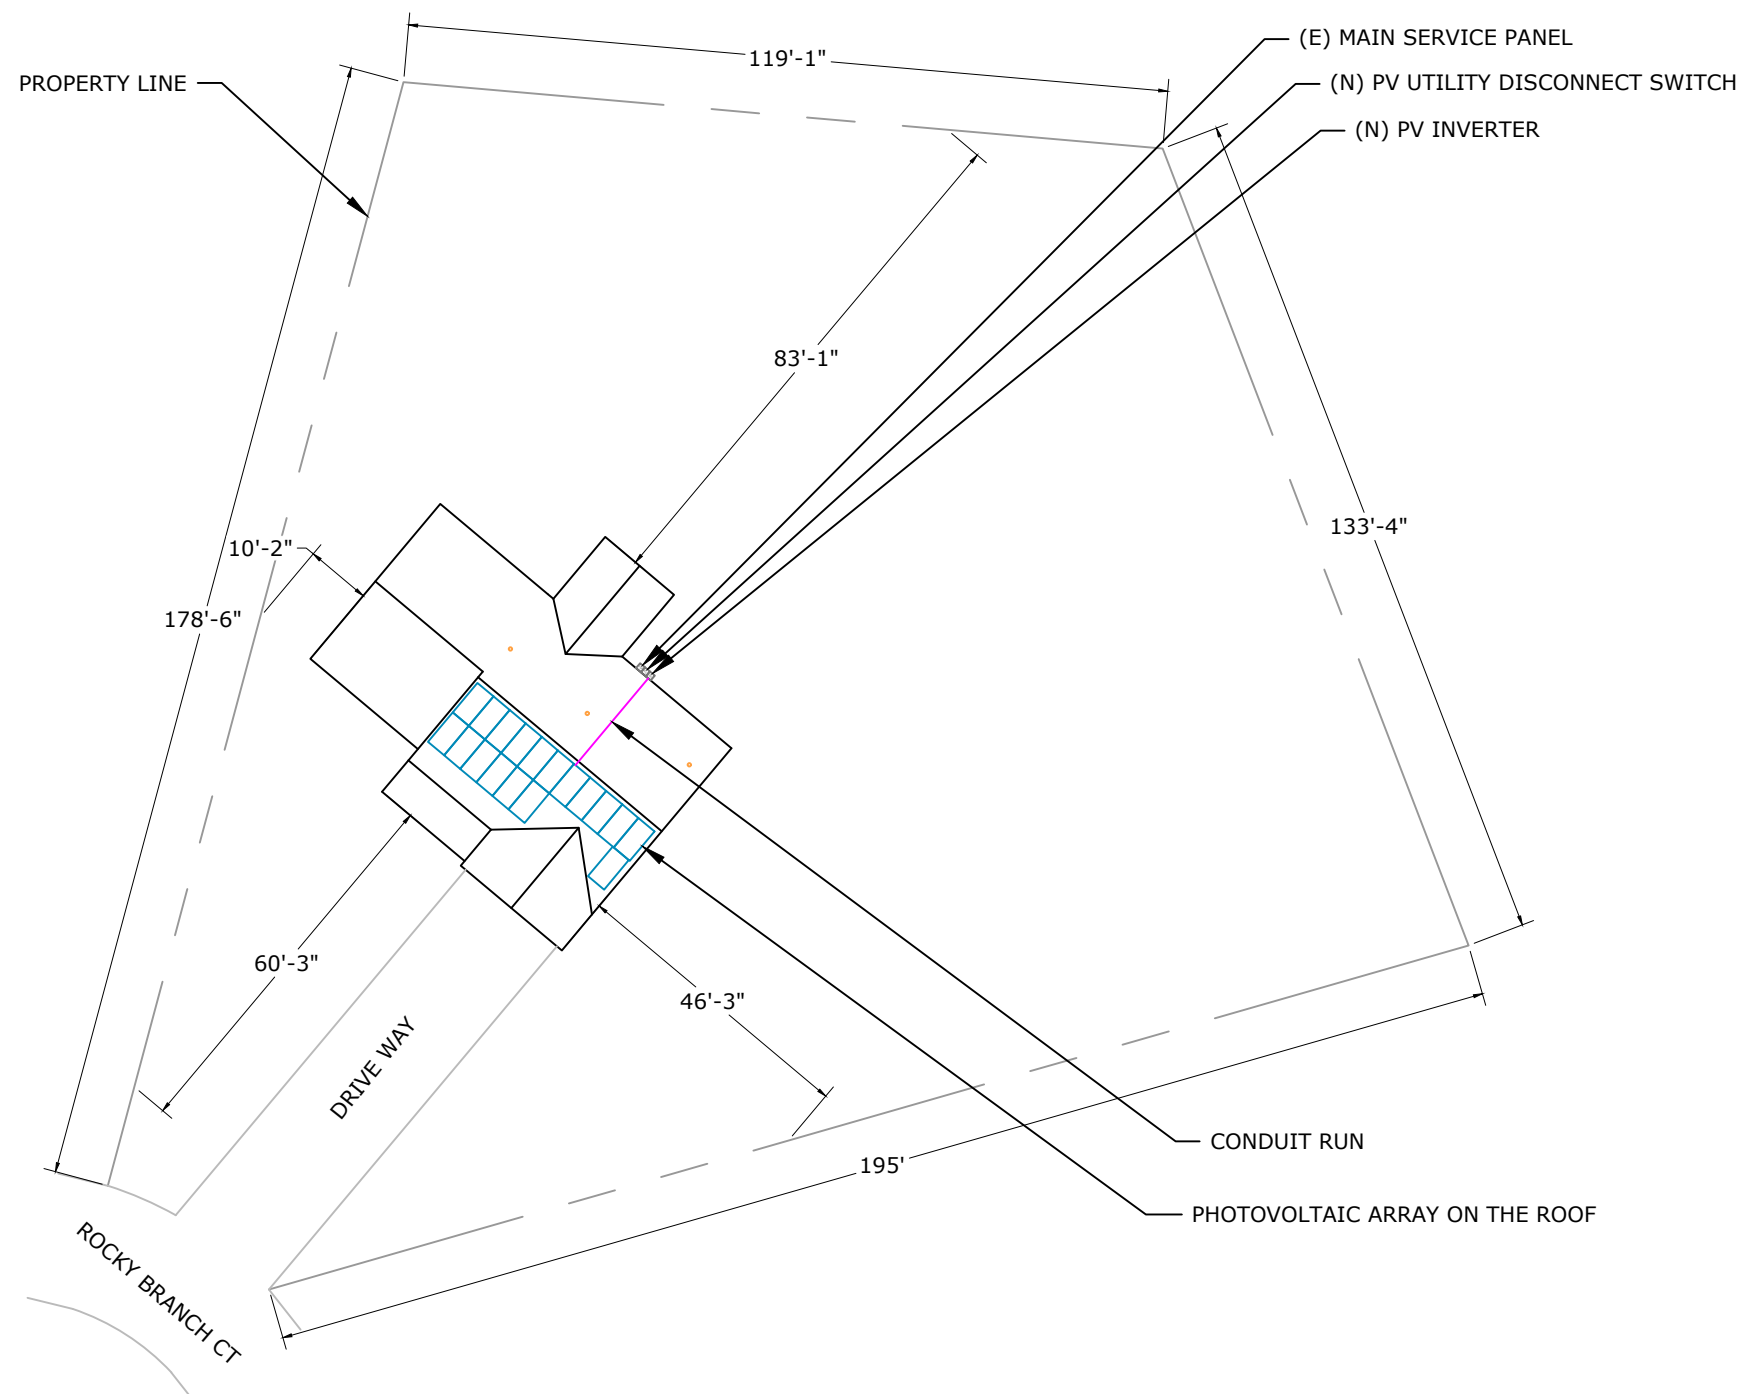 (E) MAIN SERVICE PANEL
119'-1"
PROPERTY LINE
(N) PV UTILITY DISCONNECT SWITCH
(N) PV INVERTER
83'-1"
133'-4"
10'-2"
178'-6"
60'-3"
46'-3"
DRIVE WAY
CONDUIT RUN
195'
PHOTOVOLTAIC ARRAY ON THE ROOF
ROCKY BRANCH CT